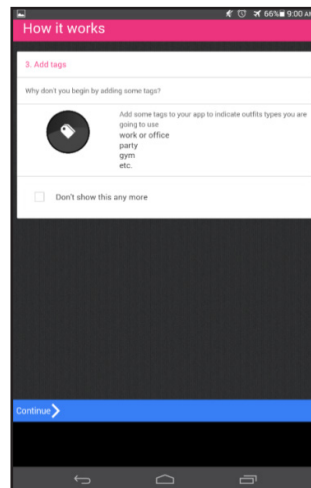 66% 9:00 AM
How it works
3. Add tags
Why don't you begin by adding some tags?
Add some tags to your app to indicate outfits types you are
going to use
work or office
party
gym
etc.
Don't show this any more
Continue